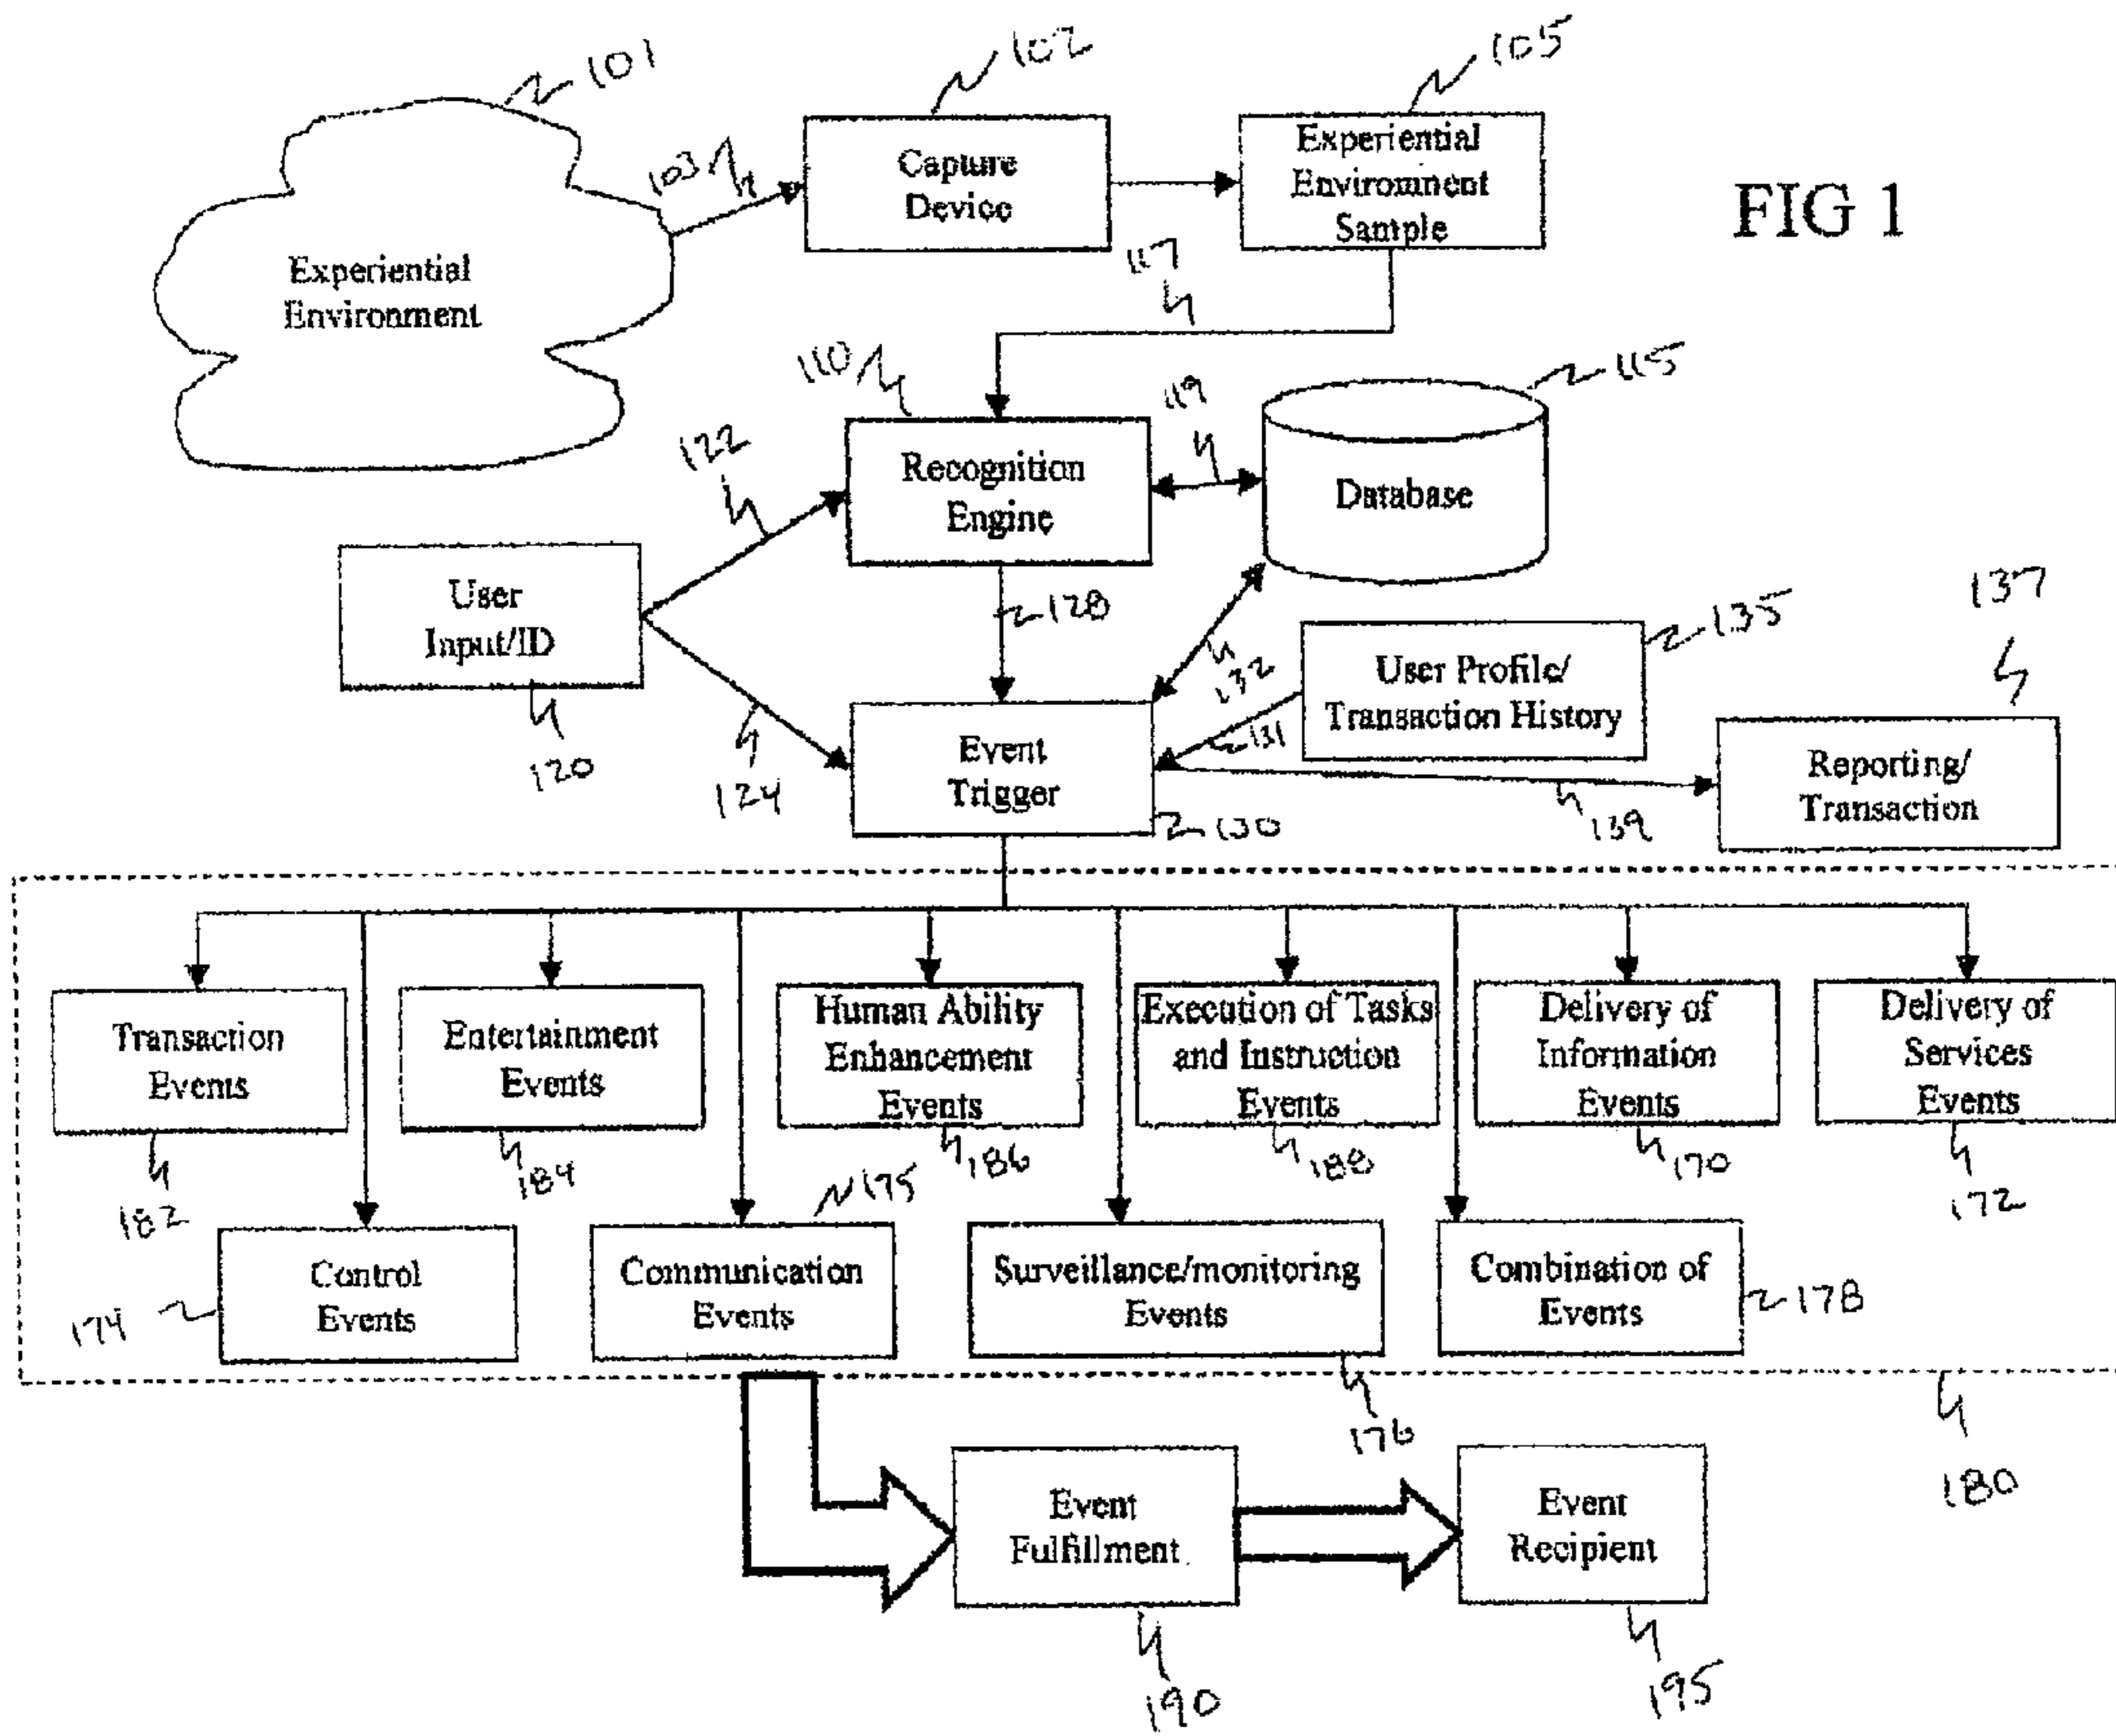 101
102
105
103
Capture
Device
Experiential
Environment
Sample
FIG 1
Experiential
Environment
117
110
119
115
122
Recognition
Engine
Database
User
Input/ID
128
137
135
132
User Profile/
Transaction History
131
120
124
Event
Trigger
130
139
Reporting/
Transaction
Transaction
Events
Entertainment
Events
Human Ability
Enhancement
Events
Execution of Tasks
and Instruction
Events
Delivery of
Information
Events
Delivery of
Services
Events
182
184
175
186
188
170
172
174
Control
Events
Communication
Events
Surveillance/monitoring
Events
Combination of
Events
178
176
180
Event
Fulfillment
Event
Recipient
190
195